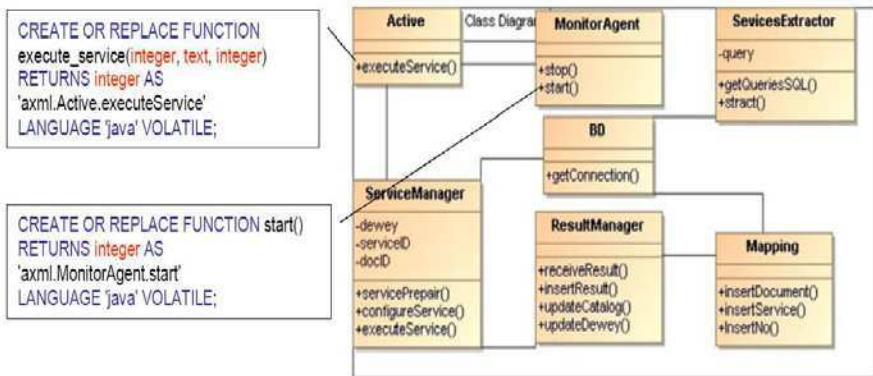 CREATE OR REPLACE FUNCTION
execute_service(integer, text, integer)
RETURNS integer AS
'axml.Active.executeService'
LANGUAGE 'java' VOLATILE;
CREATE OR REPLACE FUNCTION start()
RETURNS integer AS
'axml.MonitorAgent.start'
LANGUAGE 'java' VOLATILE;
Class Diagra
Active
+executeService()
MonitorAgent
+stop()
+start()
SevicesExtractor
-query
+getQueriesSQL()
+stract()
BD
+getConnection()
ServiceManager
-dewey
-serviceID
-docID
+servicePrepair()
+configureService()
+executeService()
ResultManager
+receiveResult()
+insertResult()
+updateCatalog()
+updateDewey()
Mapping
+insertDocument()
+insertService()
+InsertNo()